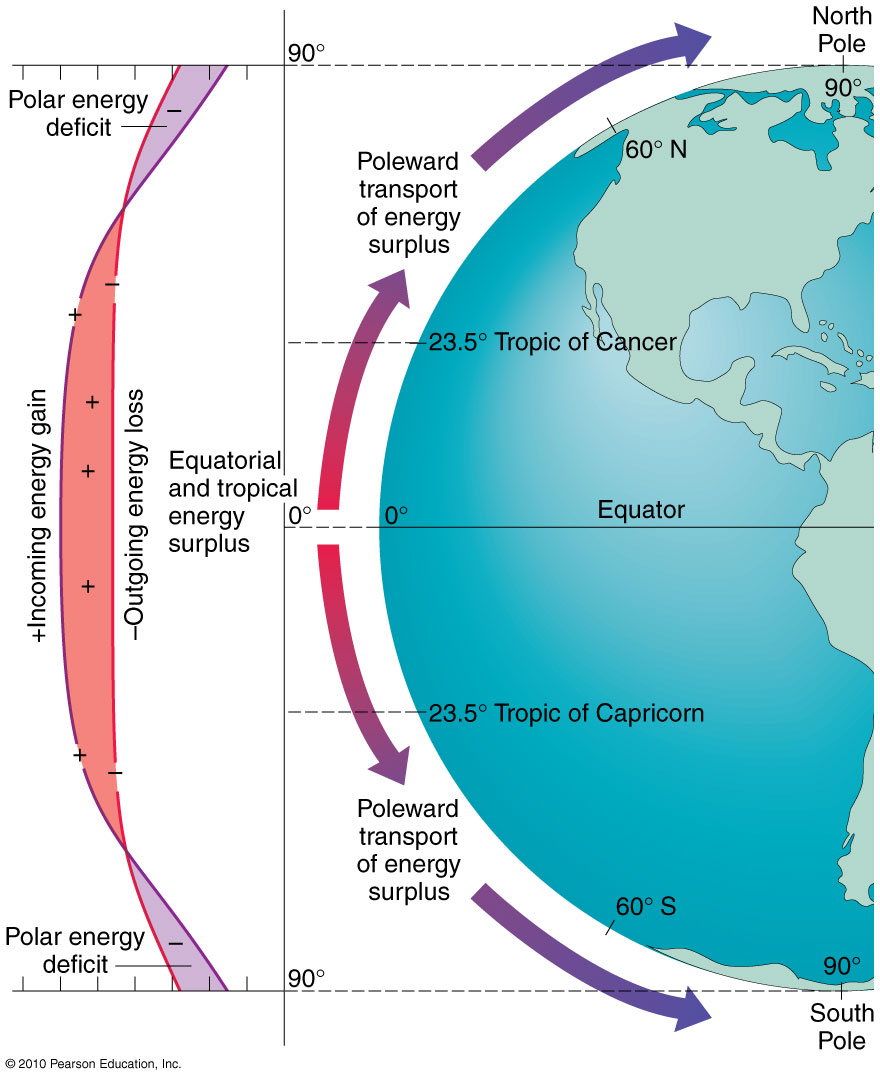 North
Pole
90°
90°
Polar energy
deficit
–
60° N
Poleward
transport
of energy
surplus
–
+
23.5° Tropic of Cancer
+
+Incoming energy gain
–Outgoing energy loss
Equatorial
and tropical
energy
surplus
+
0°
0°
Equator
+
23.5° Tropic of Capricorn
+
–
Poleward
transport
of energy
surplus
60° S
Polar energy
deficit
–
90°
90°
South
Pole
© 2010 Pearson Education, Inc.